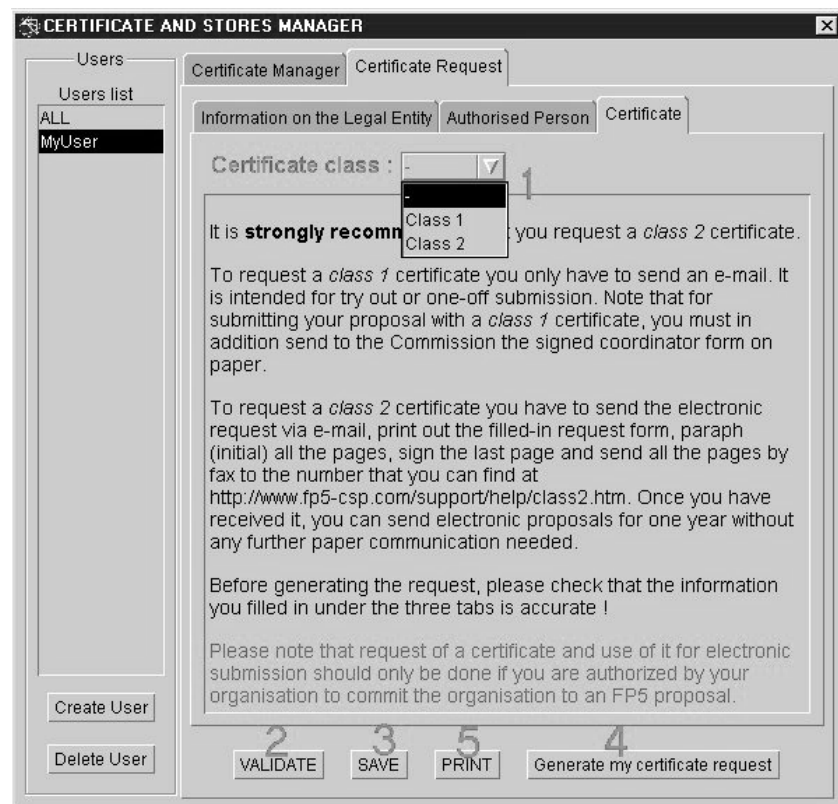 CERTIFICATE AND STORES MANAGER
Users
Users list
ALL
MyUser
Create User
Delete User
Certificate Manager
Certificate Request
Information on the Legal Entity
Authorised Person
Certificate
Certificate class : -
1
-
Class 1
Class 2
It is strongly recomm you request a class 2 certificate.
To request a class 1 certificate you only have to send an e-mail. It
is intended for try out or one-off submission. Note that for
submitting your proposal with a class 1 certificate, you must in
addition send to the Commission the signed coordinator form on
paper.
To request a class 2 certificate you have to send the electronic
request via e-mail, print out the filled-in request form, paraph
(initial) all the pages, sign the last page and send all the pages by
fax to the number that you can find at
http://www.fp5-csp.com/support/help/class2.htm. Once you have
received it, you can send electronic proposals for one year without
any further paper communication needed.
Before generating the request, please check that the information
you filled in under the three tabs is accurate !
Please note that request of a certificate and use of it for electronic
submission should only be done if you are authorized by your
organisation to commit the organisation to an FP5 proposal.
2
3
5
4
VALIDATE
SAVE
PRINT
Generate my certificate request